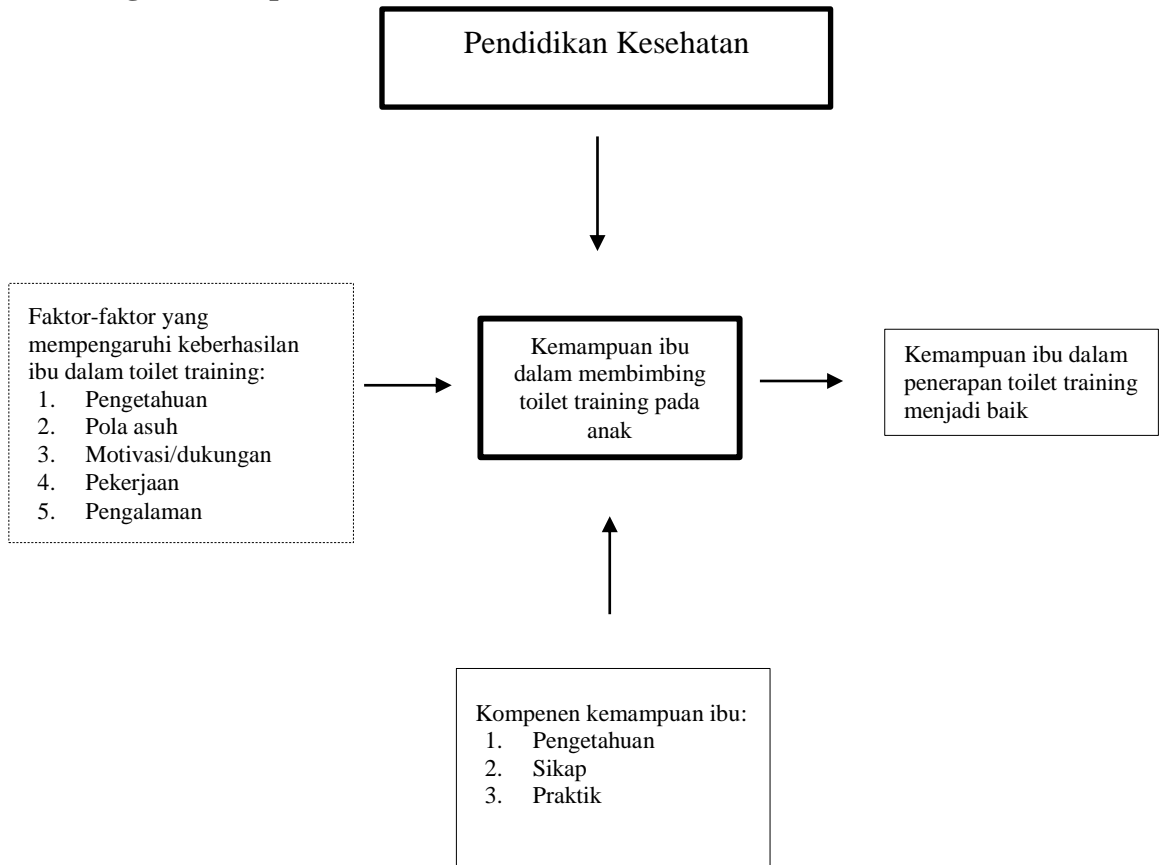 Pendidikan Kesehatan
Faktor-faktor yang
mempengaruhi keberhasilan
ibu dalam toilet training:
1. Pengetahuan
2. Pola asuh
3. Motivasi/dukungan
4. Pekerjaan
5. Pengalaman
Kemampuan ibu
dalam membimbing
toilet training pada
anak
Kemampuan ibu dalam
penerapan toilet training
menjadi baik
Kompenen kemampuan ibu:
1. Pengetahuan
2. Sikap
3. Praktik